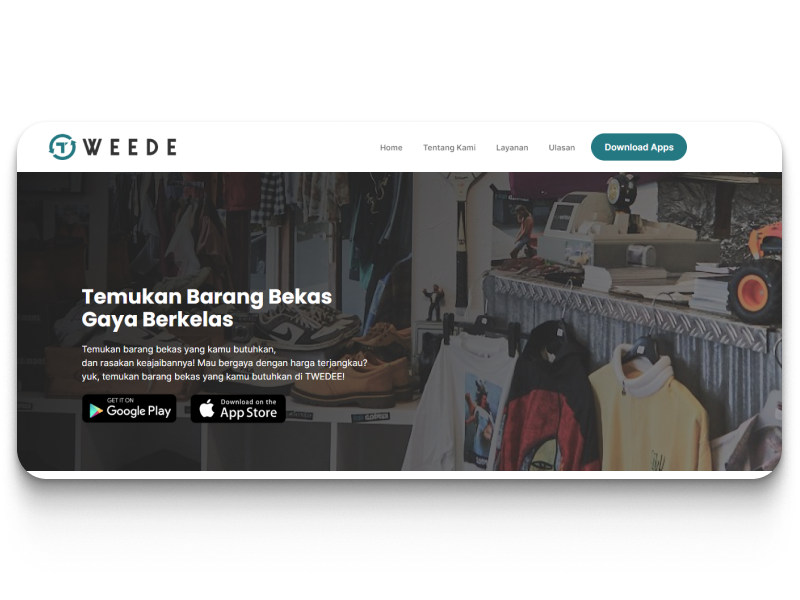 T WEEDE
Home
Tentang Kami
Layanan
Ulasan
Download Apps
Temukan Barang Bekas
Gaya Berkelas
Temukan barang bekas yang kamu butuhkan,
dan rasakan keajaibannya! Mau bergaya dengan harga terjangkau?
yuk, temukan barang bekas yang kamu butuhkan di TWEDEE!
GET IT ON
Google Play
Download on the
App Store